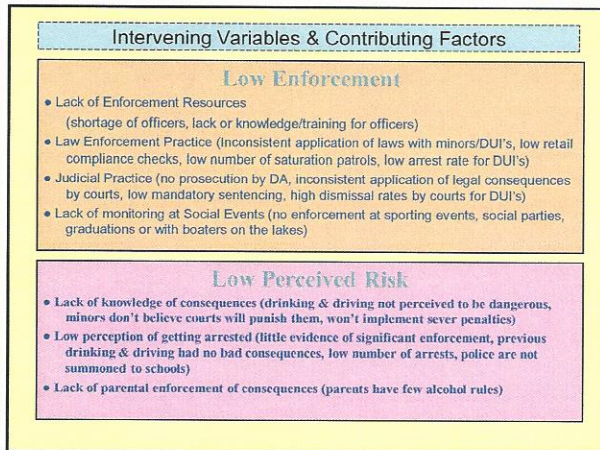 Intervening Variables & Contributing Factors
Low Enforcement
● Lack of Enforcement Resources
(shortage of officers, lack or knowledge/training for officers)
● Law Enforcement Practice (Inconsistent application of laws with minors/DUI's, low retail
compliance checks, low number of saturation patrols, low arrest rate for DUI's)
● Judicial Practice (no prosecution by DA, inconsistent application of legal consequences
by courts, low mandatory sentencing, high dismissal rates by courts for DUI's)
● Lack of monitoring at Social Events (no enforcement at sporting events, social parties,
graduations or with boaters on the lakes)
Low Perceived Risk
● Lack of knowledge of consequences (drinking & driving not perceived to be dangerous,
minors don't believe courts will punish them, won't implement sever penalties)
● Low perception of getting arrested (little evidence of significant enforcement, previous
drinking & driving had no bad consequences, low number of arrests, police are not
summoned to schools)
● Lack of parental enforcement of consequences (parents have few alcohol rules)